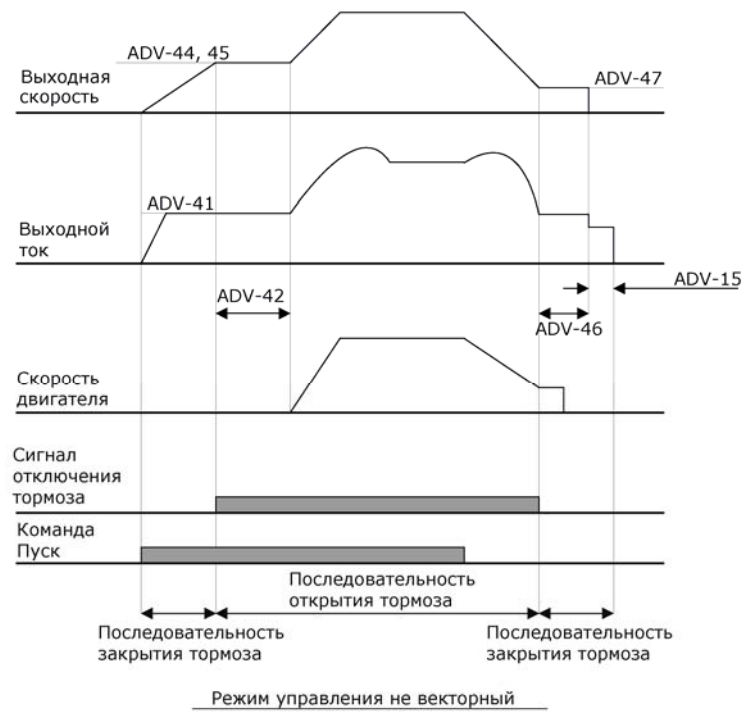 ADV-44, 45
Выходная
скорость
ADV-47
ADV-41
Выходной
ток
ADV-42
ADV-15
ADV-46
Скорость
двигателя
Сигнал
отключения
тормоза
Команда
Пуск
Последовательность
открытия тормоза
Последовательность
закрытия тормоза
Последовательность
закрытия тормоза
Режим управления не векторный